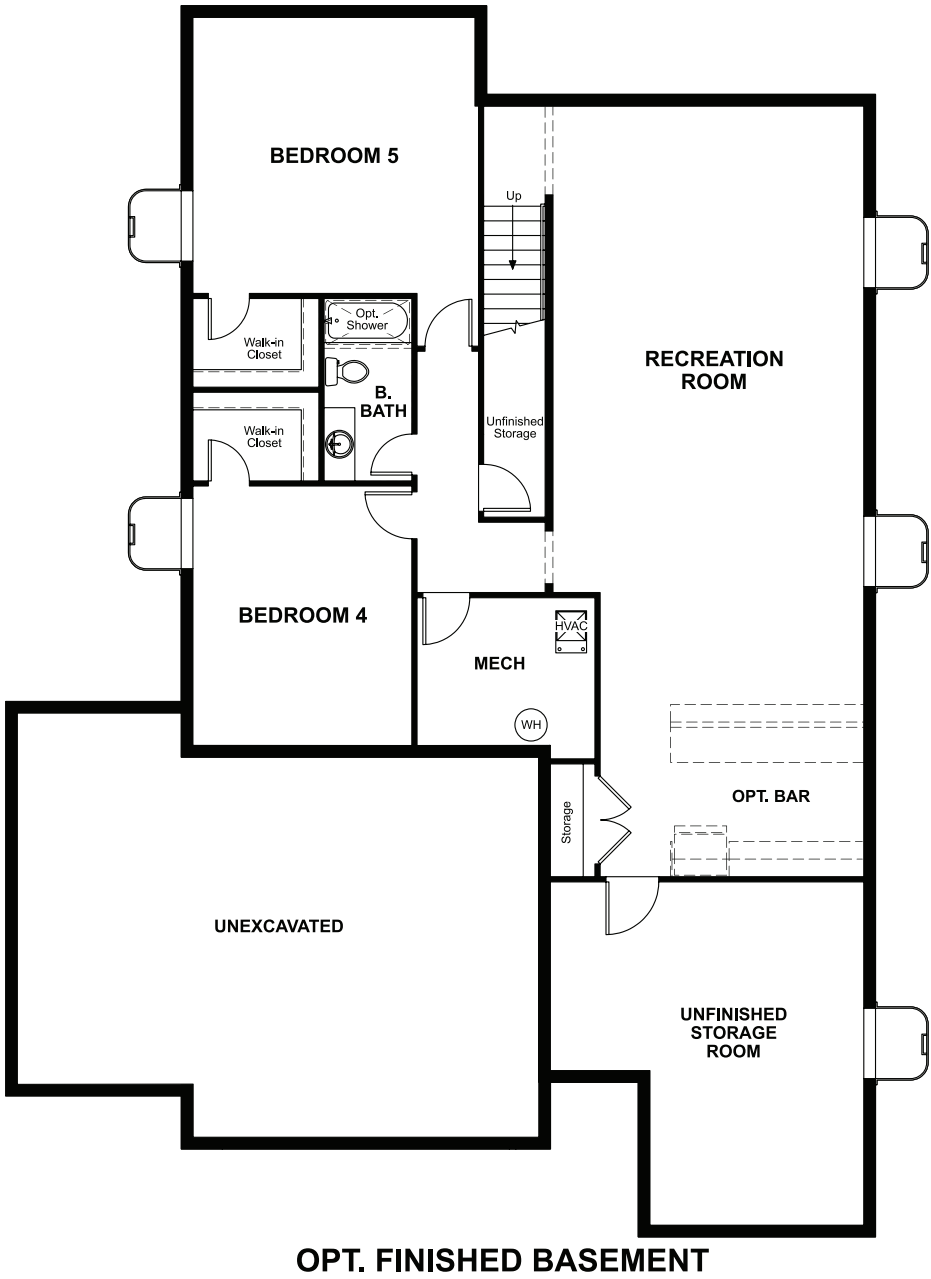 BEDROOM 5
Up
Opt.
Shower
Walk-in
Closet
RECREATION
ROOM
B.
BATH
Walk-in
Closet
Unfinished
Storage
BEDROOM 4
HVAC
MECH
WH
OPT. BAR
Storage
UNEXCAVATED
UNFINISHED
STORAGE
ROOM
OPT. FINISHED BASEMENT